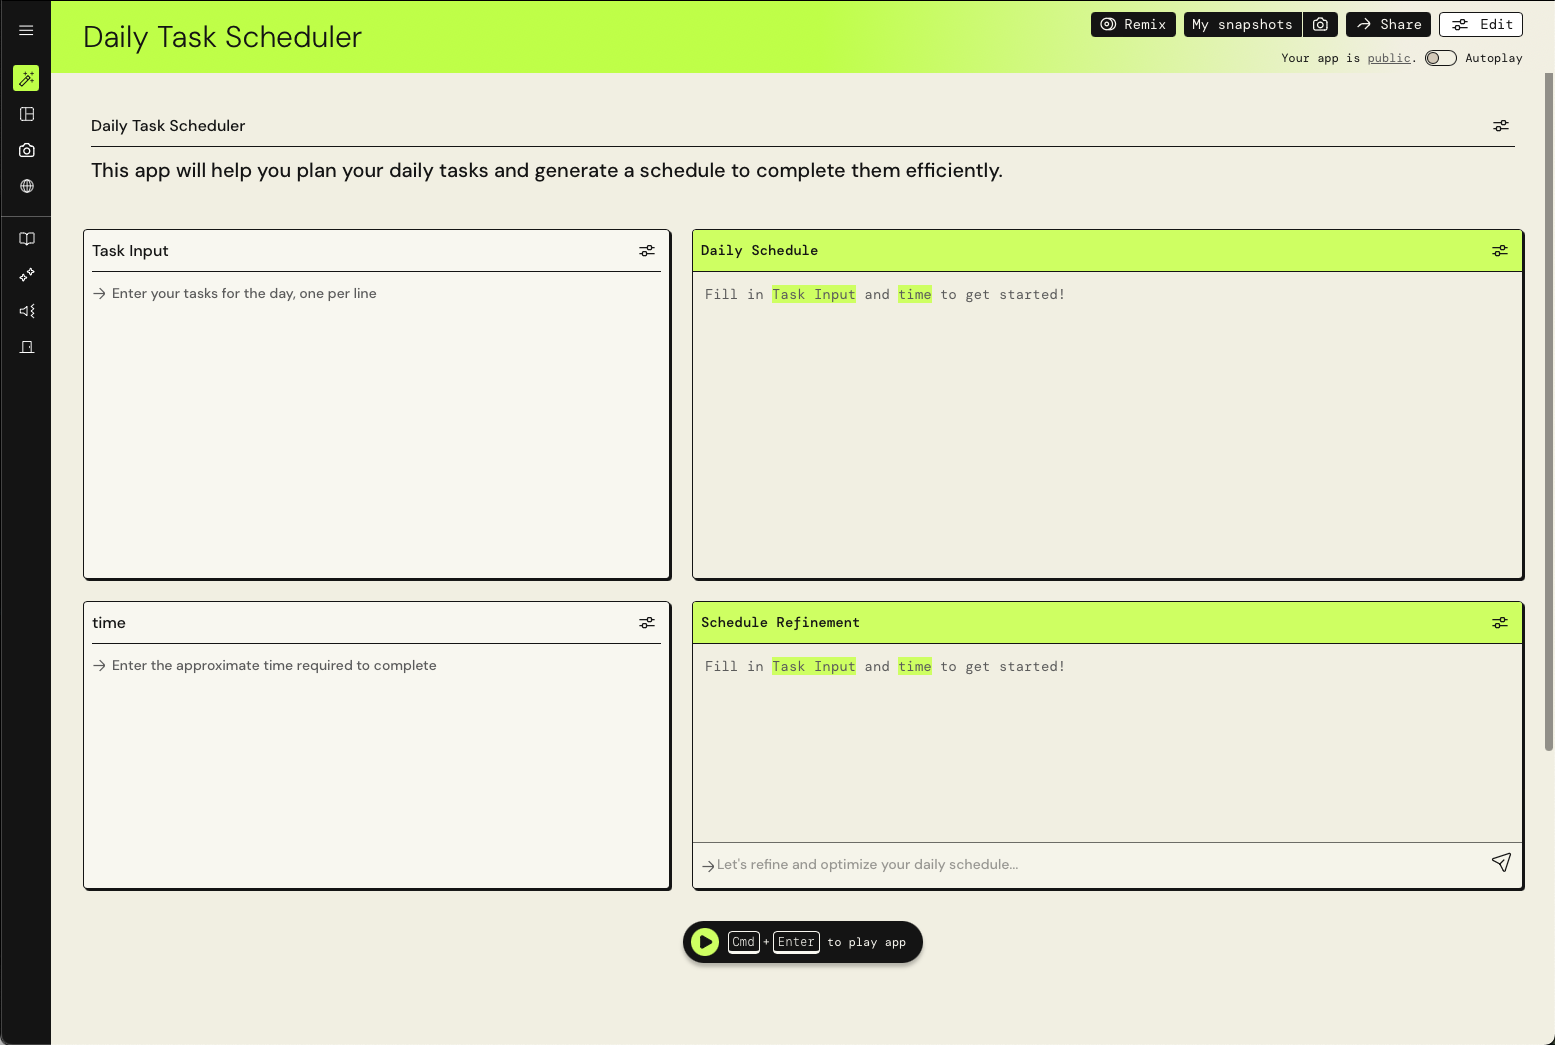 Daily Task Scheduler
Remix
My snapshots
Share
Edit
Your app is public.
Autoplay
Daily Task Scheduler
This app will help you plan your daily tasks and generate a schedule to complete them efficiently.
Task Input
Enter your tasks for the day, one per line
Daily Schedule
Fill in Task Input and time to get started!
time
Enter the approximate time required to complete
Schedule Refinement
Fill in Task Input and time to get started!
Let's refine and optimize your daily schedule...
Cmd + Enter to play app